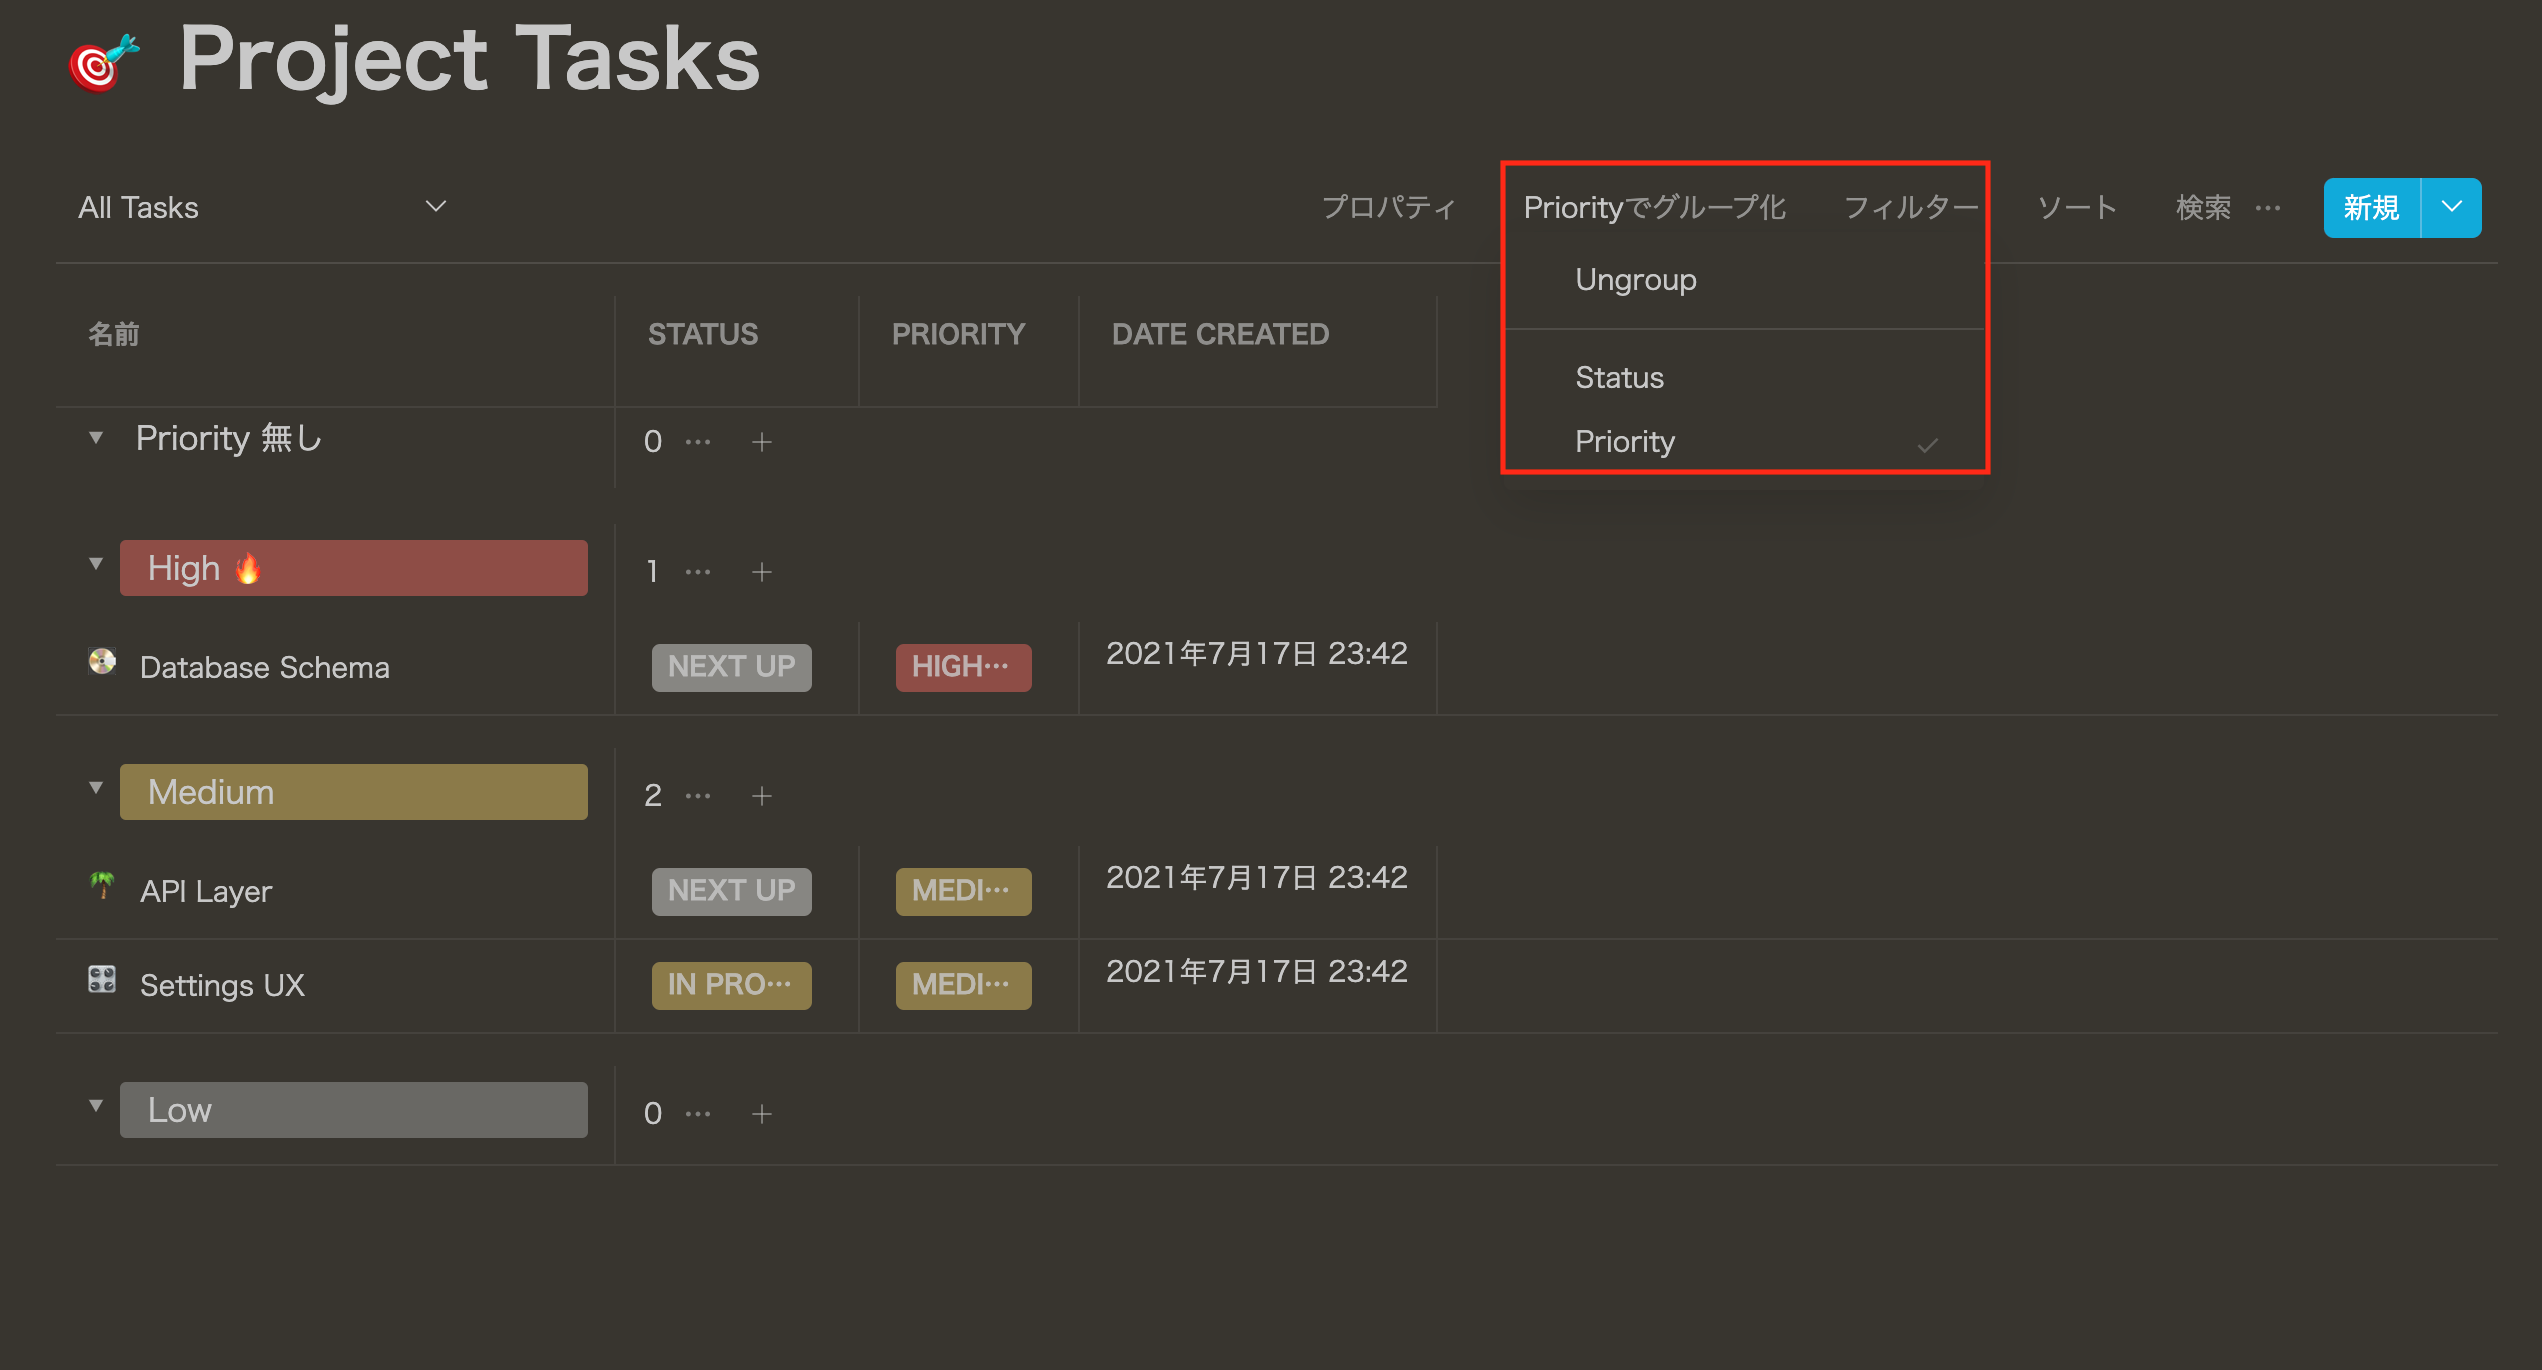 🎯 Project Tasks
All Tasks プロパティ Priorityでグループ化 フィルター ソート 検索 … 新規
Ungroup
Status
Priority
名前 STATUS PRIORITY DATE CREATED
Priority 無し 0 … +
High 🔥 1 … +
Database Schema NEXT UP HIGH… 2021年7月17日 23:42
Medium 2 … +
API Layer NEXT UP MEDI… 2021年7月17日 23:42
Settings UX IN PRO… MEDI… 2021年7月17日 23:42
Low 0 … +